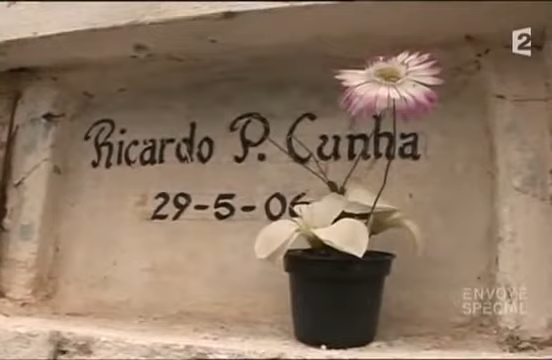 2
Ricardo P. Cunha
29-5-06
ENVOYÉ
SPÉCIAL